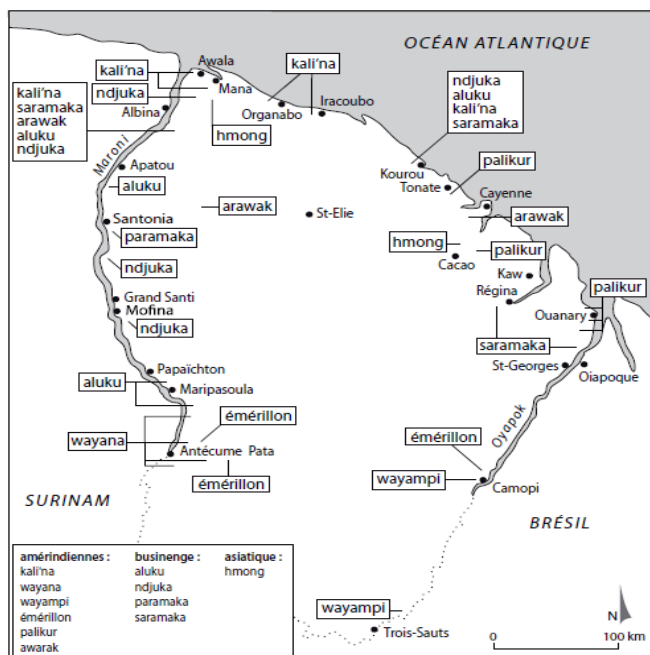 OCÉAN ATLANTIQUE
Awala
kali'na
kali'na
Mana
ndjuka
ndjuka
aluku
kali'na
saramaka
kali'na
saramaka
arawak
aluku
ndjuka
Albina
Organabo
Iracoubo
hmong
Maroni
Apatou
Kourou
Tonate
palikur
aluku
Cayenne
arawak
St-Elie
Santonia
arawak
paramaka
hmong
palikur
Cacao
Kaw
ndjuka
Régina
palikur
Grand Santi
Mofina
Ouanary
ndjuka
saramaka
Papaïchton
St-Georges
Oiapoque
aluku
Maripasoula
émérillon
wayana
Oyapok
Antécume Pata
émérillon
émérillon
wayampi
Camopi
SURINAM
BRÉSIL
amérindiennes :
kali'na
wayana
wayampi
émérillon
palikur
awarak
businenge :
aluku
ndjuka
paramaka
saramaka
asiatique :
hmong
wayampi
Trois-Sauts
N
0
100 km